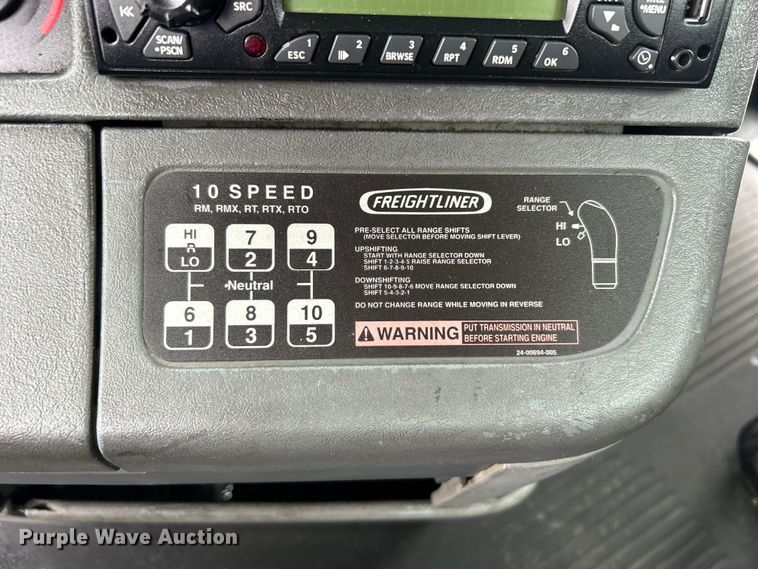 SCAN/
•PSCN
SRC
•MENU
ESC 1
2
BRWSE 3
RPT 4
RDM 5
OK 6
10 SPEED
RM, RMX, RT, RTX, RTO
HI 7 9
R
LO 2 4
•Neutral
6 8 10
1 3 5
FREIGHTLINER
PRE-SELECT ALL RANGE SHIFTS
(MOVE SELECTOR BEFORE MOVING SHIFT LEVER)
UPSHIFTING
START WITH RANGE SELECTOR DOWN
SHIFT 1-2-3-4-5 RAISE RANGE SELECTOR
SHIFT 6-7-8-9-10
DOWNSHIFTING
SHIFT 10-9-8-7-6 MOVE RANGE SELECTOR DOWN
SHIFT 5-4-3-2-1
DO NOT CHANGE RANGE WHILE MOVING IN REVERSE
WARNING PUT TRANSMISSION IN NEUTRAL
BEFORE STARTING ENGINE
24-00694-005
RANGE
SELECTOR
HI
LO
Purple Wave Auction